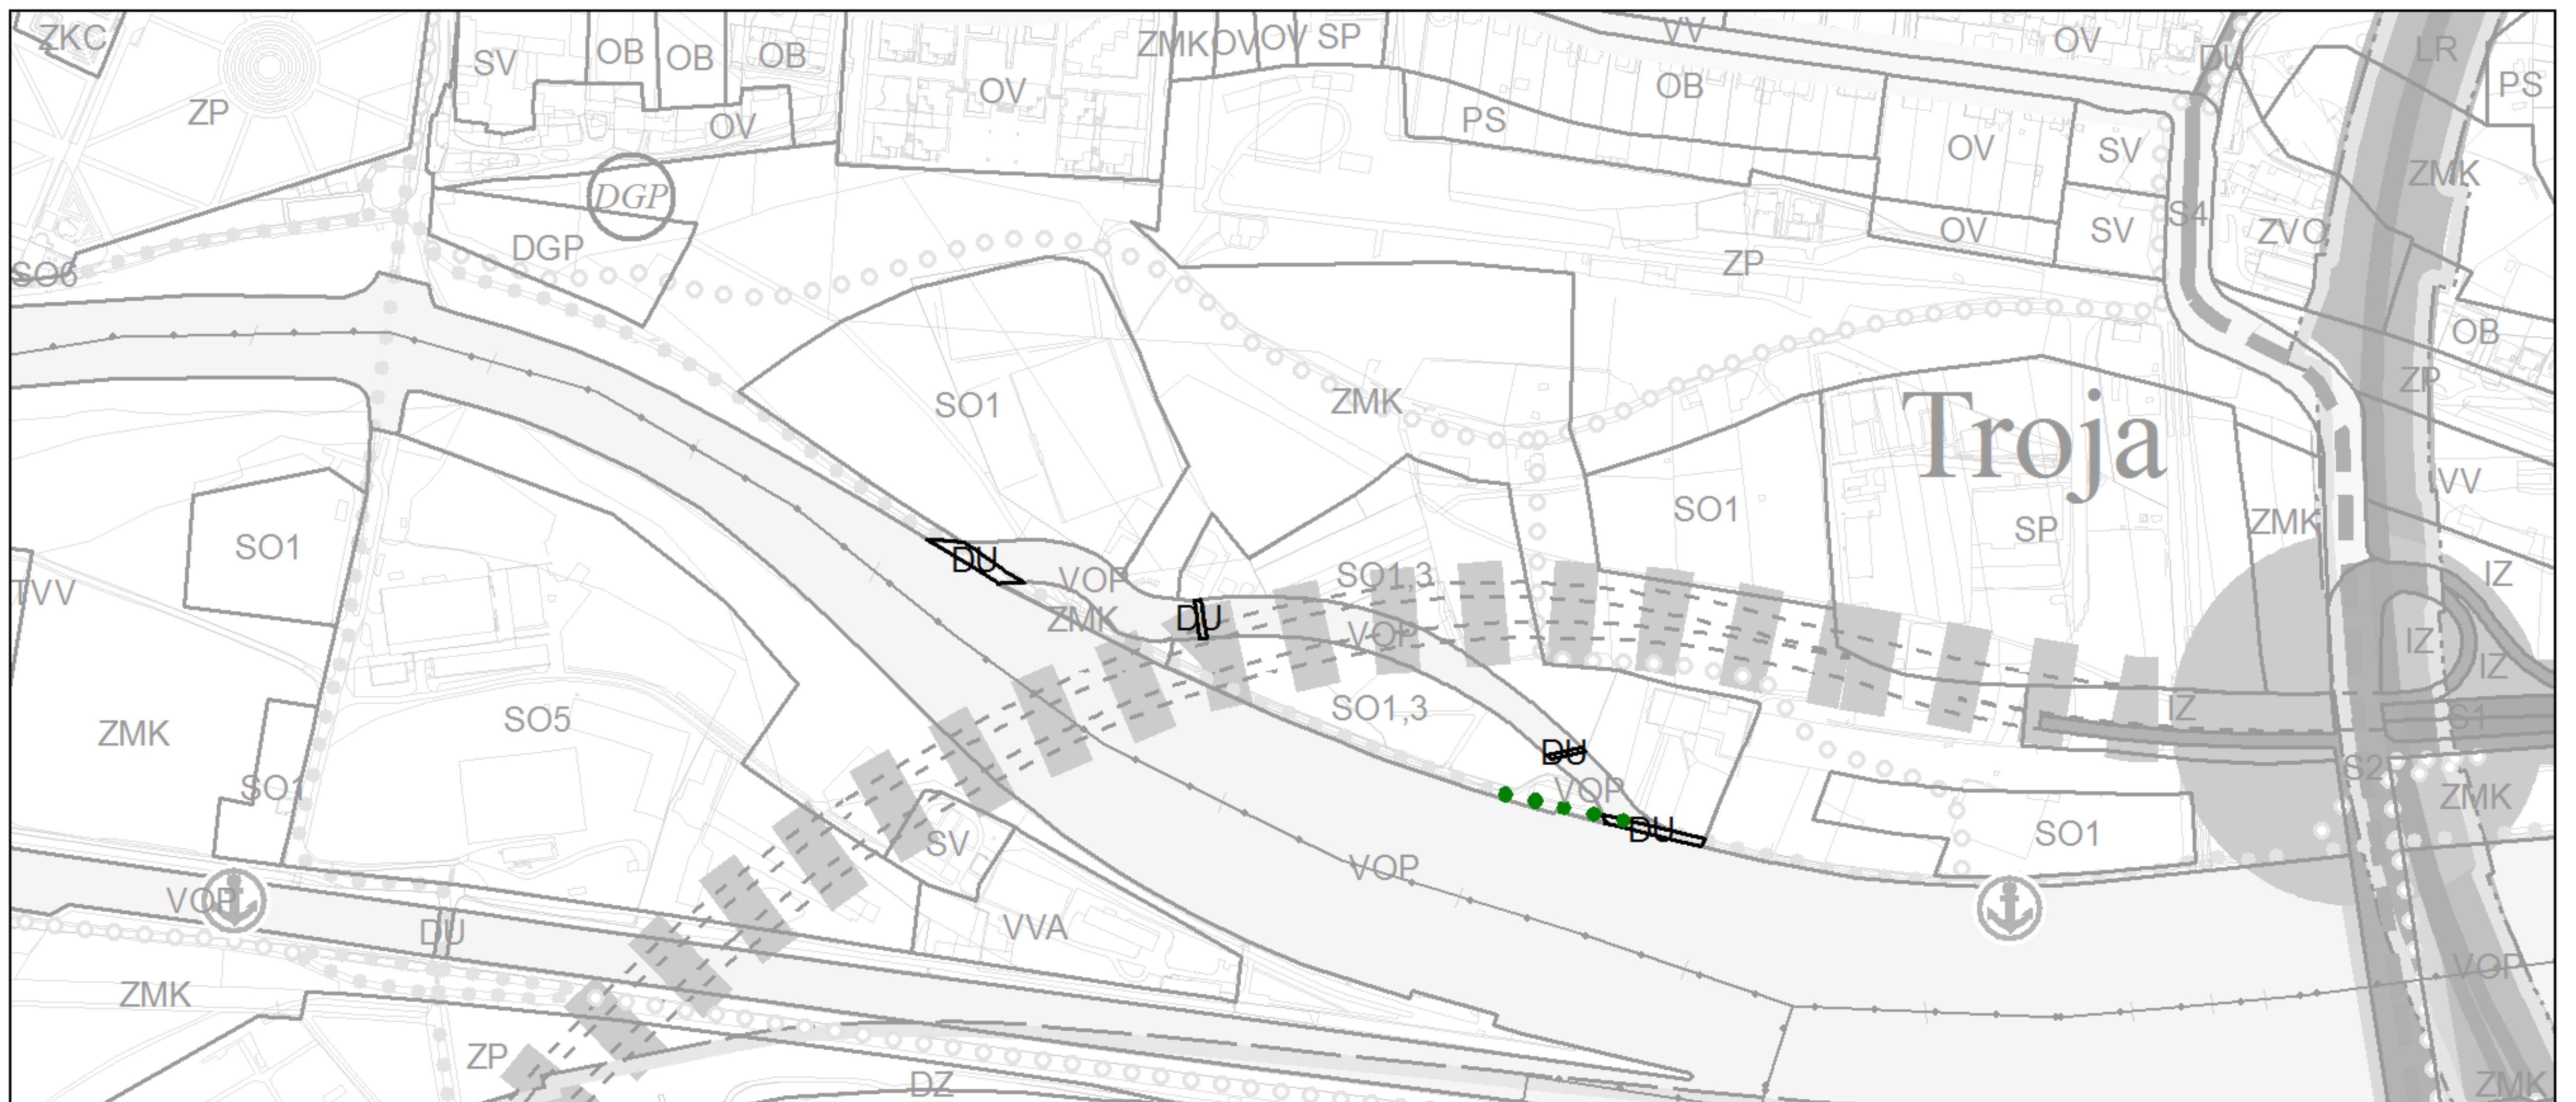 ZKC
SV
OB
OB
OB
ZMK
OV
OV
SP
VV
OV
DU
LR
ZP
OV
OV
PS
OB
PS
OV
SV
ZMK
DGP
DGP
OV
SV
S4
ZVO
ZP
SO6
OB
SO1
ZMK
ZP
Troja
SO1
SO1
SP
ZMK
VV
TVV
DU
VOP
ZMK
DU
SO1,3
VOP
IZ
IZ
IZ
ZMK
SO5
SO1,3
IZ
S1
SO1
DU
VOP
S2
ZMK
SV
DU
SO1
VOP
VOP
DU
VVA
VOP
ZMK
ZP
DZ
ZMK